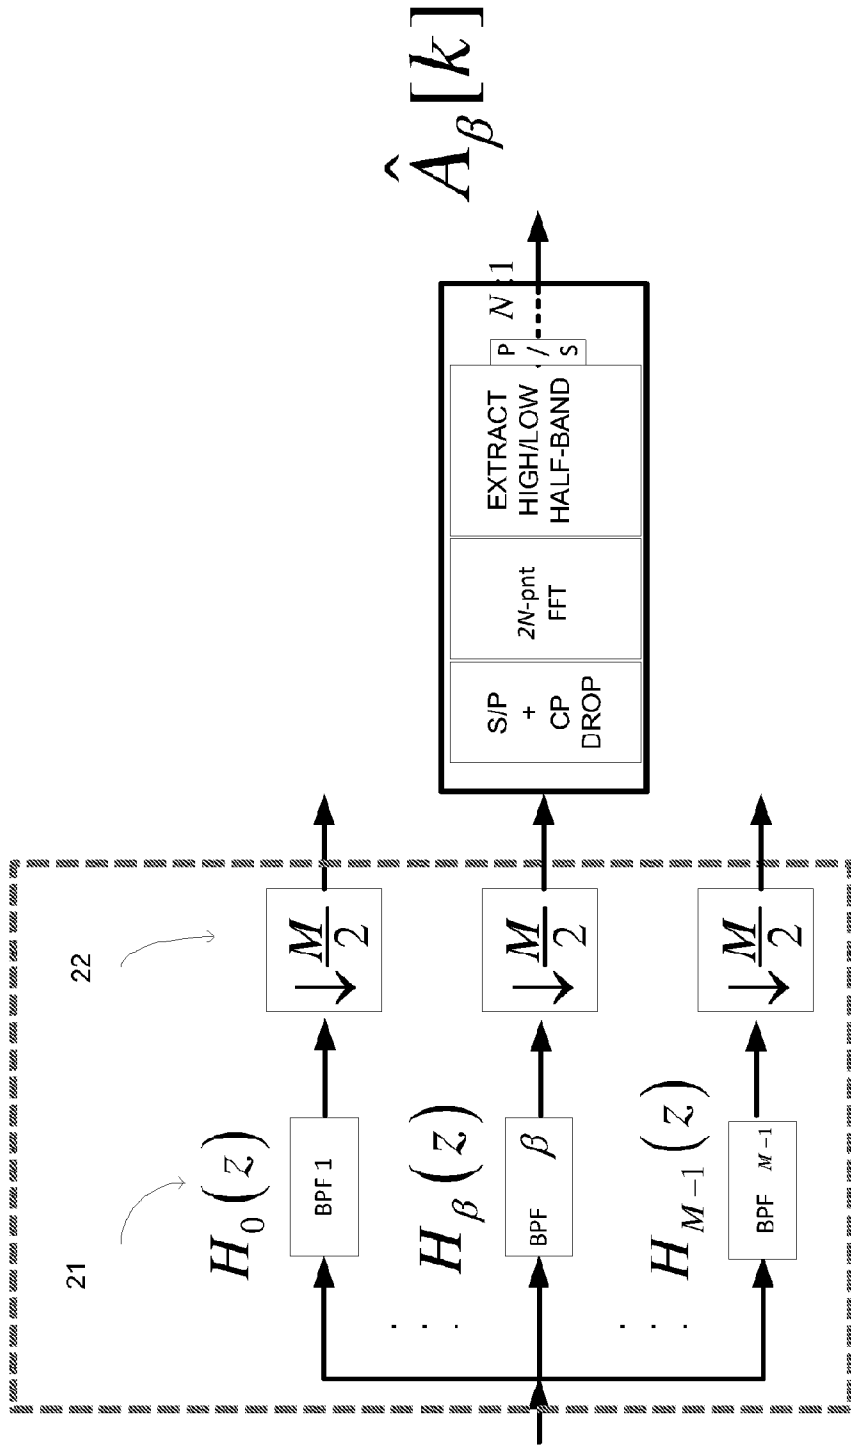 21
22
H_0(z)
BPF 1
↓ M/2
H_β(z)
BPF β
↓ M/2
H_{M-1}(z)
BPF M-1
↓ M/2
. . .
. . .
S/P
+
CP
DROP
2N-pnt
FFT
EXTRACT
HIGH/LOW
HALF-BAND
P
/
S
N:1
Â_β[k]